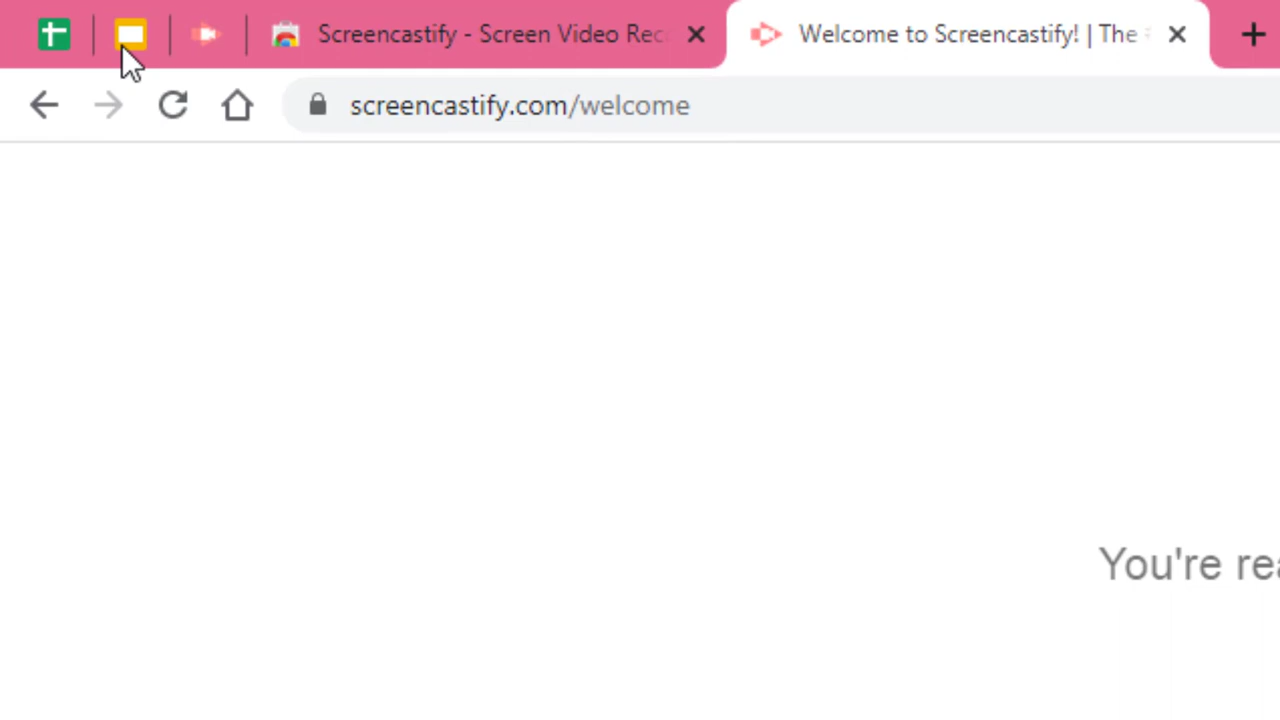 Screencastify - Screen Video Rec
Welcome to Screencastify! | The
screencastify.com/welcome
You're rea